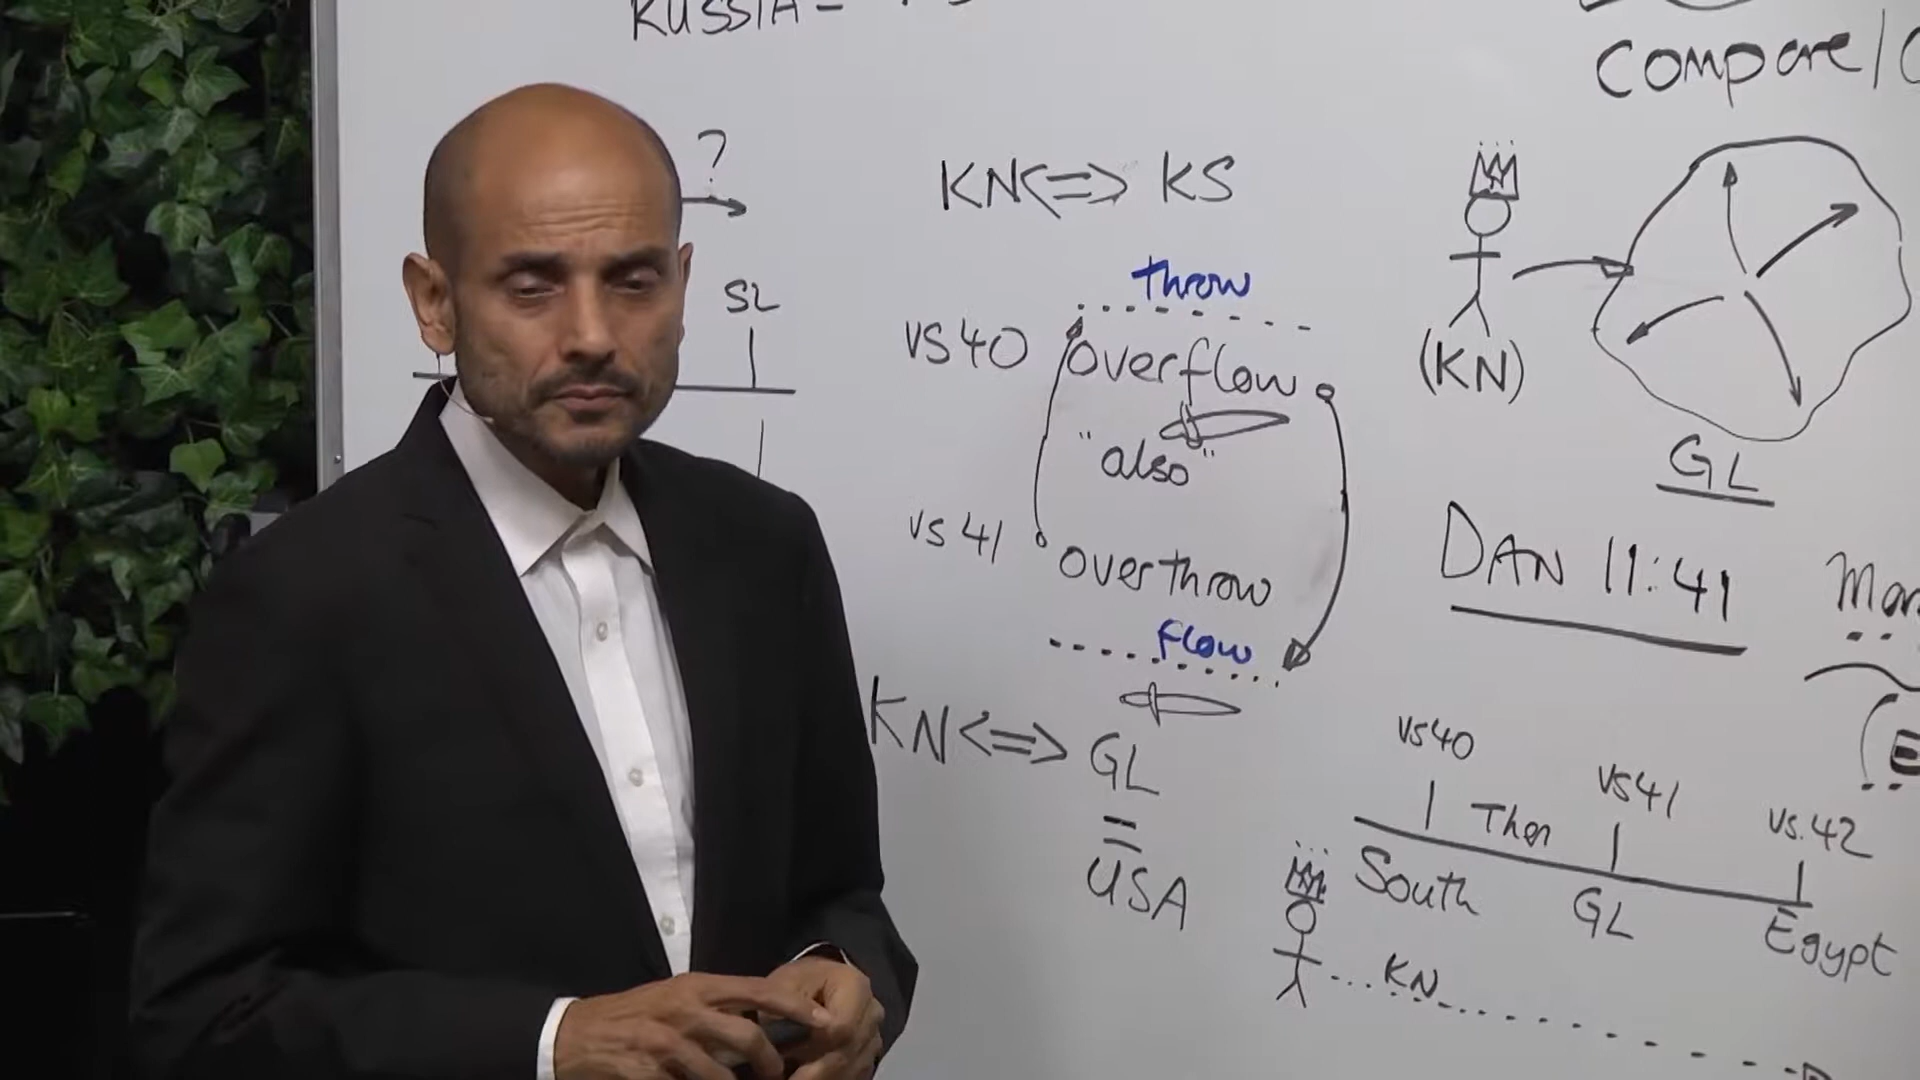 RUSSIA =
Compare/
?
KN <=> KS
SL
throw
vs 40 overflow
"also"
(KN)
GL
vs 41 overthrow
DAN 11:41
flow
KN <=> GL
=
USA
vs40 Then vs41 vs.42
South GL Egypt
KN